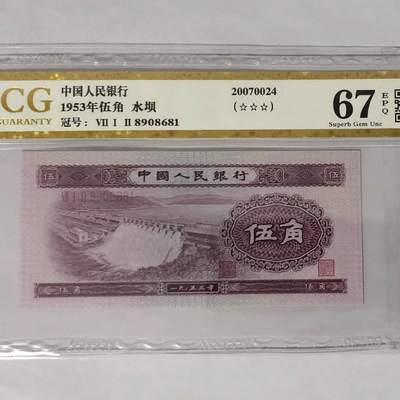 CG
GUARANTY
中国人民银行
1953年伍角 水坝
冠号: Ⅶ Ⅰ Ⅱ 8908681
20070024
(☆☆☆)
67
EPQ
Superb Gem Unc
伍 中國人民銀行 伍
伍角
一九五三年
伍角 伍角